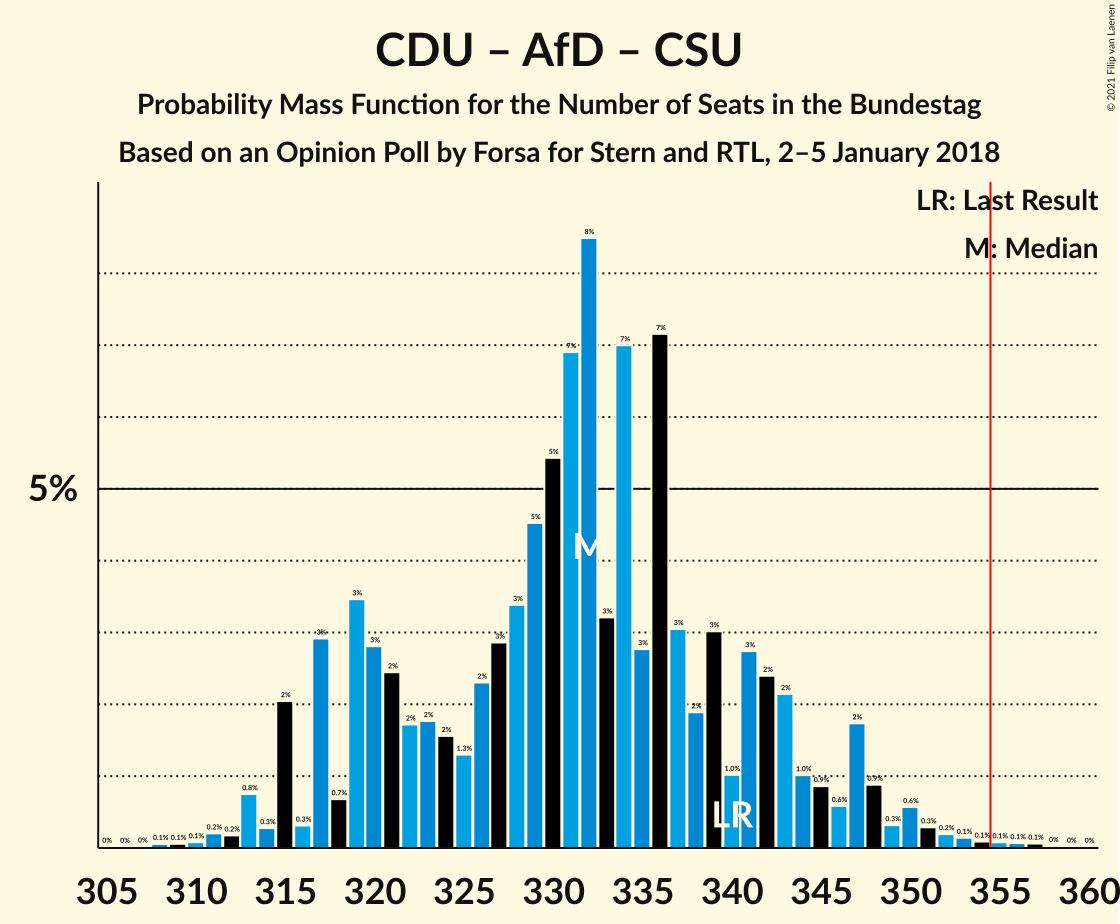 CDU – AfD – CSU
Probability Mass Function for the Number of Seats in the Bundestag
Based on an Opinion Poll by Forsa for Stern and RTL, 2–5 January 2018
© 2021 Filip van Laenen
LR: Last Result
M: Median
5%
0% 0% 0% 0.1% 0.1% 0.1% 0.2% 0.2% 0.8% 0.3% 2% 0.3% 3% 0.7% 3% 3% 2% 2% 2% 2% 1.3% 2% 3% 3% 5% 5% 7% 8% 3% 7% 3% 7% 3% 2% 3% 1.0% 3% 2% 2% 1.0% 0.9% 0.6% 2% 0.9% 0.3% 0.6% 0.3% 0.2% 0.1% 0.1% 0.1% 0.1% 0.1% 0% 0% 0%
M
LR
305 310 315 320 325 330 335 340 345 350 355 360